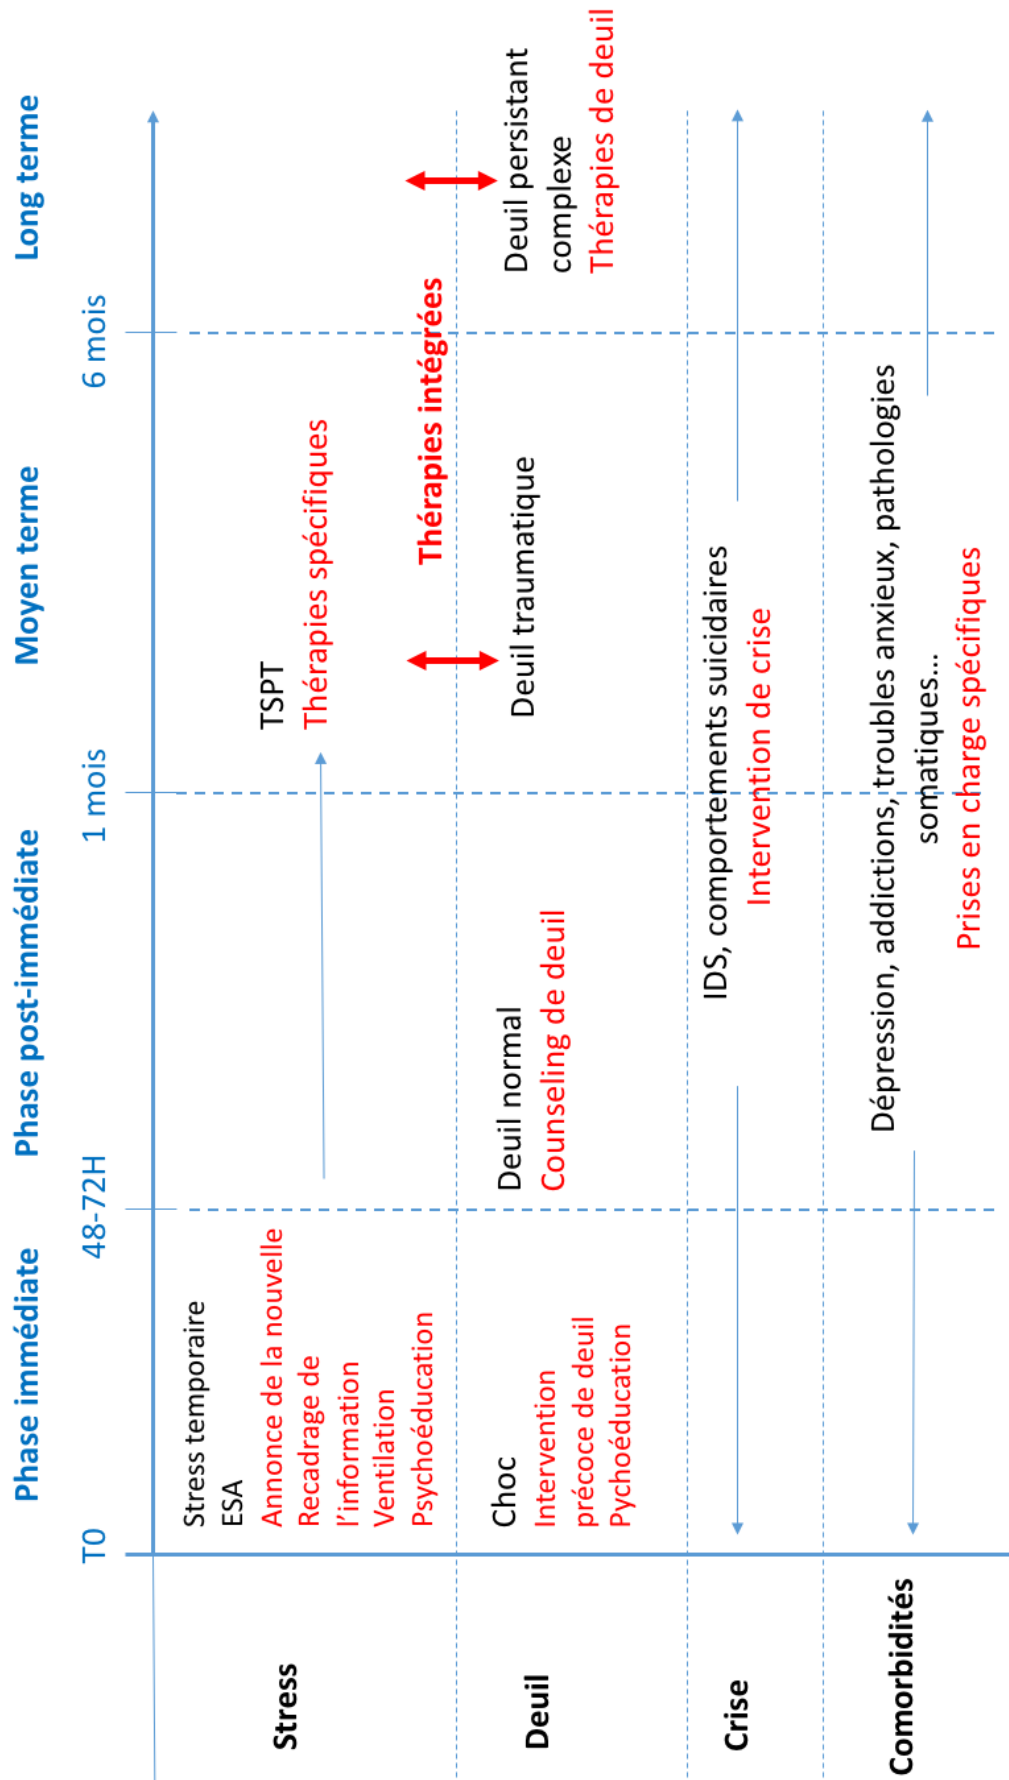 Phase immédiate
Phase post-immédiate
Moyen terme
Long terme
T0
48-72H
1 mois
6 mois
Stress
Stress temporaire
ESA
Annonce de la nouvelle
Recadrage de
l'information
Ventilation
Psychoéducation
TSPT
Thérapies spécifiques
Thérapies intégrées
Deuil
Choc
Intervention
précoce de deuil
Pychoéducation
Deuil normal
Counseling de deuil
Deuil traumatique
Deuil persistant
complexe
Thérapies de deuil
Crise
IDS, comportements suicidaires
Intervention de crise
Comorbidités
Dépression, addictions, troubles anxieux, pathologies
somatiques...
Prises en charge spécifiques